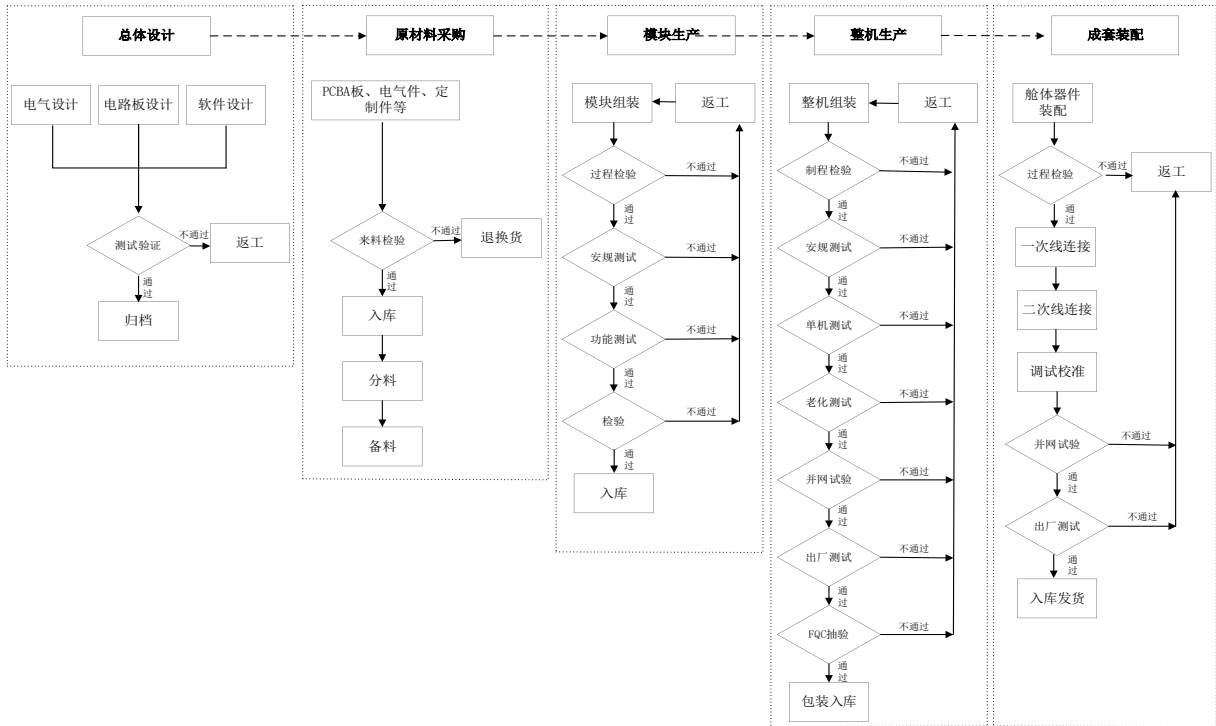 总体设计
原材料采购
模块生产
整机生产
成套装配
电气设计
电路板设计
软件设计
测试验证
不通过
返工
通
过
归档
PCBA板、电气件、定
制件等
来料检验
不通过
退换货
通
过
入库
分料
备料
模块组装
返工
过程检验
不通过
通
过
安规测试
不通过
通
过
功能测试
不通过
通
过
检验
不通过
通
过
入库
整机组装
返工
制程检验
不通过
通
过
安规测试
不通过
通
过
单机测试
不通过
通
过
老化测试
不通过
通
过
并网试验
不通过
通
过
出厂测试
不通过
通
过
FQC抽验
不通过
通
过
包装入库
舱体器件
装配
过程检验
不通过
返工
通
过
一次线连接
二次线连接
调试校准
并网试验
不通过
通
过
出厂测试
不通过
通
过
入库发货